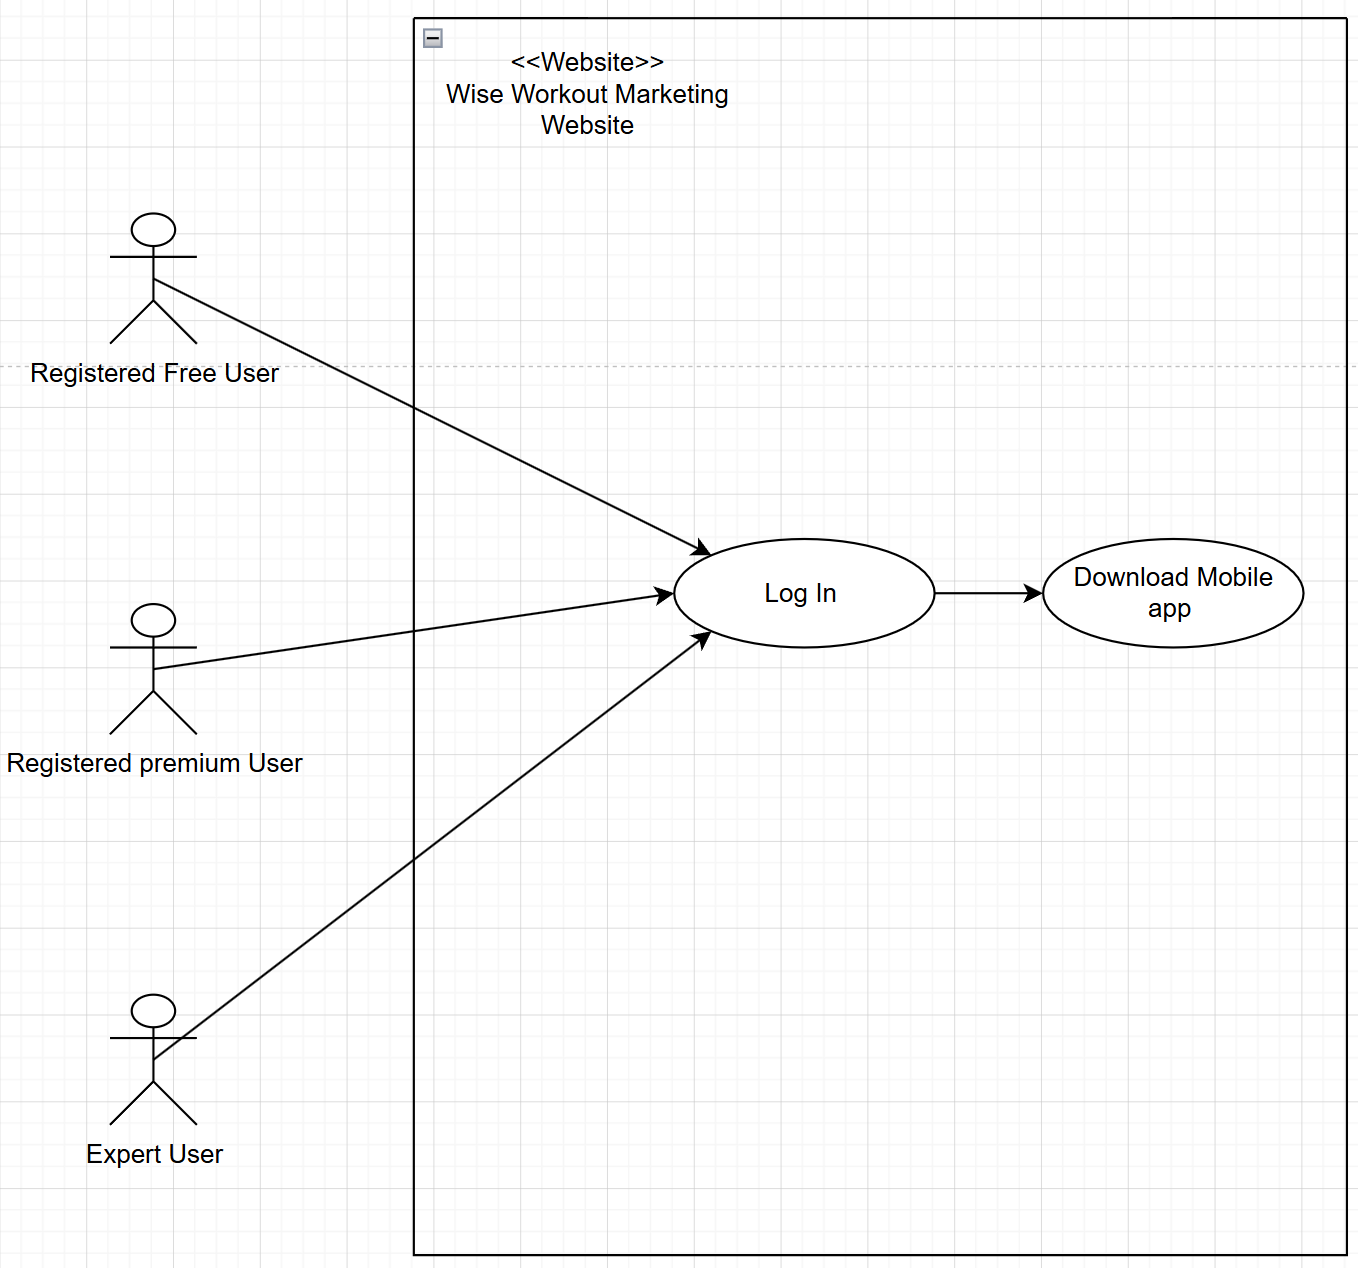 <<Website>>
Wise Workout Marketing
Website
Registered Free User
Log In
Download Mobile
app
Registered premium User
Expert User